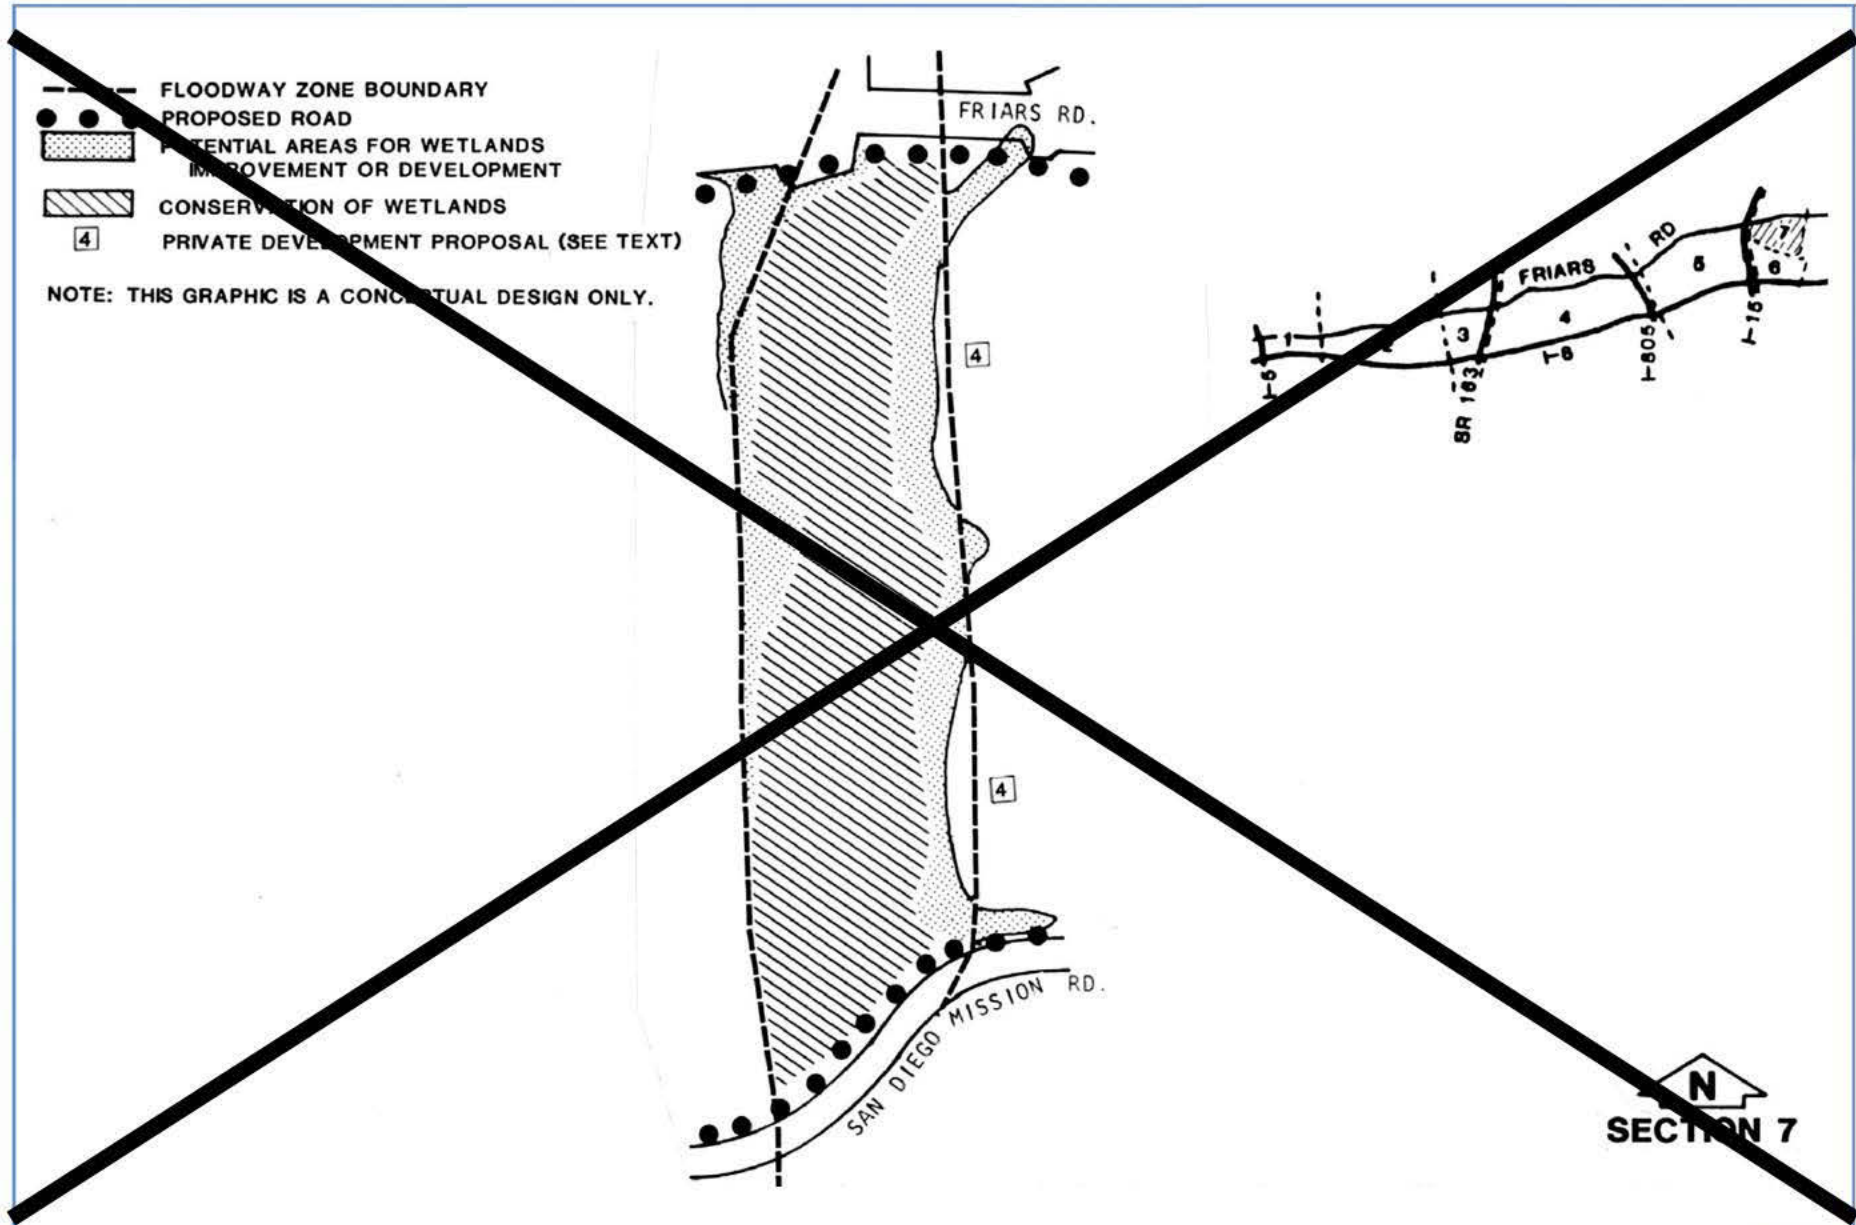 FLOODWAY ZONE BOUNDARY
PROPOSED ROAD
POTENTIAL AREAS FOR WETLANDS
IMPROVEMENT OR DEVELOPMENT
CONSERVATION OF WETLANDS
4 PRIVATE DEVELOPMENT PROPOSAL (SEE TEXT)
NOTE: THIS GRAPHIC IS A CONCEPTUAL DESIGN ONLY.
FRIARS RD.
4
4
SAN DIEGO MISSION RD.
FRIARS RD
1
3
4
5
6
7
I-5
SR 163
I-8
I-805
I-15
N
SECTION 7